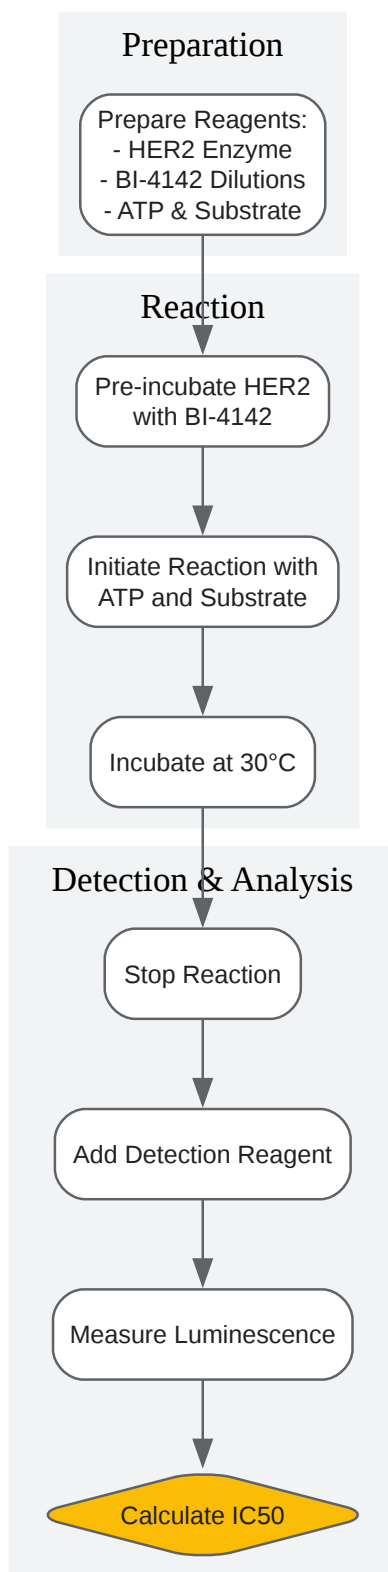 Preparation
Prepare Reagents:
- HER2 Enzyme
- BI-4142 Dilutions
- ATP & Substrate
Reaction
Pre-incubate HER2
with BI-4142
Initiate Reaction with
ATP and Substrate
Incubate at 30°C
Detection & Analysis
Stop Reaction
Add Detection Reagent
Measure Luminescence
Calculate IC50